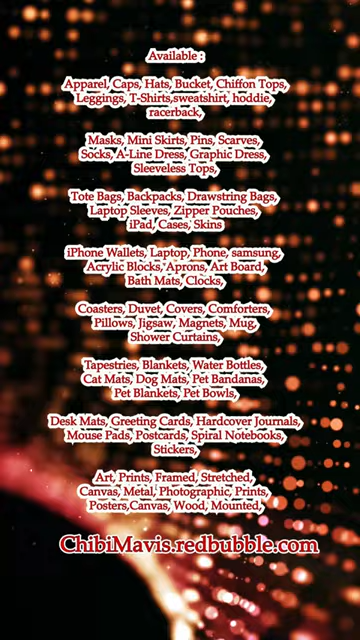 Available :
Apparel, Caps, Hats, Bucket, Chiffon Tops,
Leggings, T-Shirts,sweatshirt, hoddie,
racerback,
Masks, Mini Skirts, Pins, Scarves,
Socks, A-Line Dress, Graphic Dress,
Sleeveless Tops,
Tote Bags, Backpacks, Drawstring Bags,
Laptop Sleeves, Zipper Pouches,
iPad, Cases, Skins
iPhone Wallets, Laptop, Phone, samsung,
Acrylic Blocks, Aprons, Art Board,
Bath Mats, Clocks,
Coasters, Duvet, Covers, Comforters,
Pillows, Jigsaw, Magnets, Mug,
Shower Curtains,
Tapestries, Blankets, Water Bottles,
Cat Mats, Dog Mats, Pet Bandanas,
Pet Blankets, Pet Bowls,
Desk Mats, Greeting Cards, Hardcover Journals,
Mouse Pads, Postcards, Spiral Notebooks,
Stickers,
Art, Prints, Framed, Stretched,
Canvas, Metal, Photographic, Prints,
Posters,Canvas, Wood, Mounted,
ChibiMavis.redbubble.com